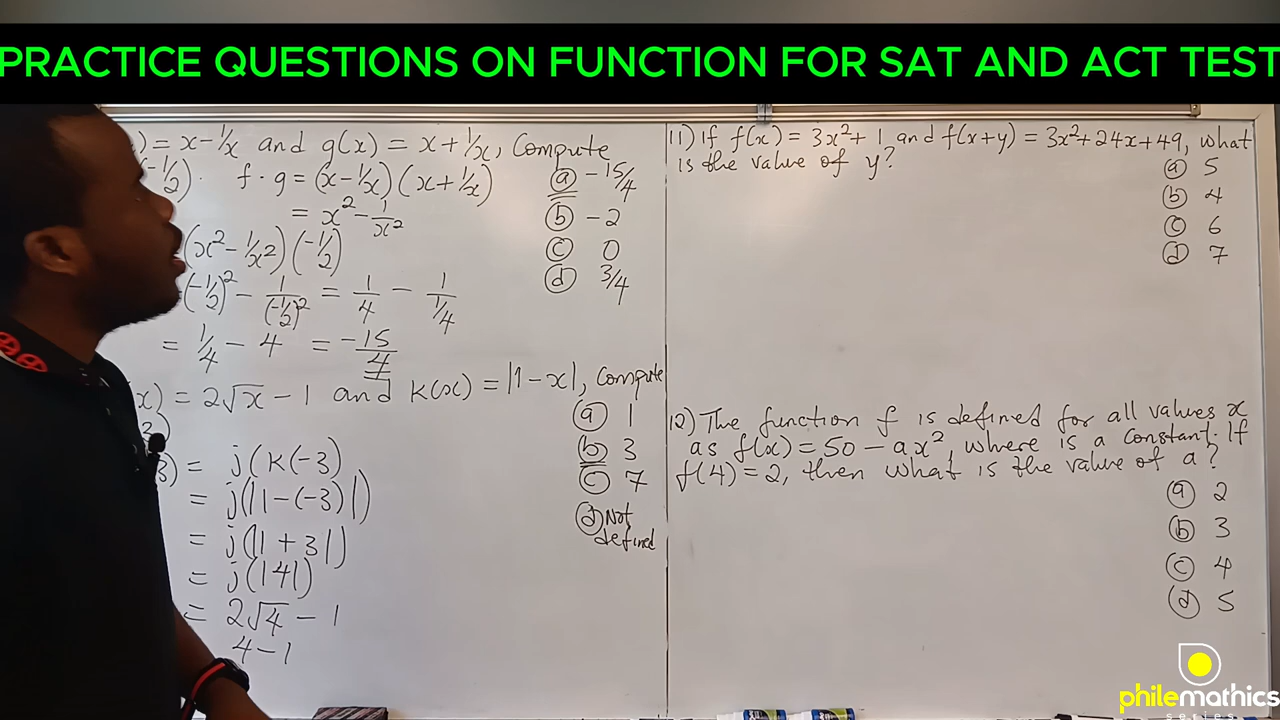 PRACTICE QUESTIONS ON FUNCTION FOR SAT AND ACT TEST
) = x - 1/x and g(x) = x + 1/x, Compute
(-1/2). f · g = (x - 1/x)(x + 1/x)
= x² - 1/x²
(x² - 1/x²)(-1/2)
(-1/2)² - 1/(-1/2)² = 1/4 - 1/(1/4)
= 1/4 - 4 = -15/4
(a) -15/4
(b) -2
(c) 0
(d) 3/4
x) = 2√x - 1 and k(x) = |1 - x|, Compute
3)
3) = j(k(-3)
= j(|1 - (-3)|)
= j(|1 + 3|)
= j(|4|)
= 2√4 - 1
4 - 1
(a) 1
(b) 3
(c) 7
(d) Not
defined
11) If f(x) = 3x² + 1 and f(x+y) = 3x² + 24x + 49, what
is the value of y?
(a) 5
(b) 4
(c) 6
(d) 7
12) The function f is defined for all values x
as f(x) = 50 - ax², where is a constant. If
f(4) = 2, then what is the value of a?
(a) 2
(b) 3
(c) 4
(d) 5
philemathics
series